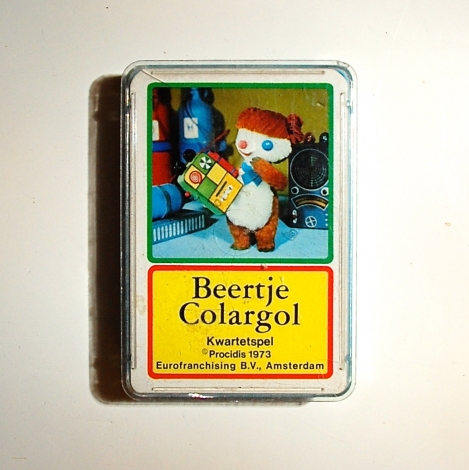 Beertje
Colargol
Kwartetspel
©Procidis 1973
Eurofranchising B.V., Amsterdam